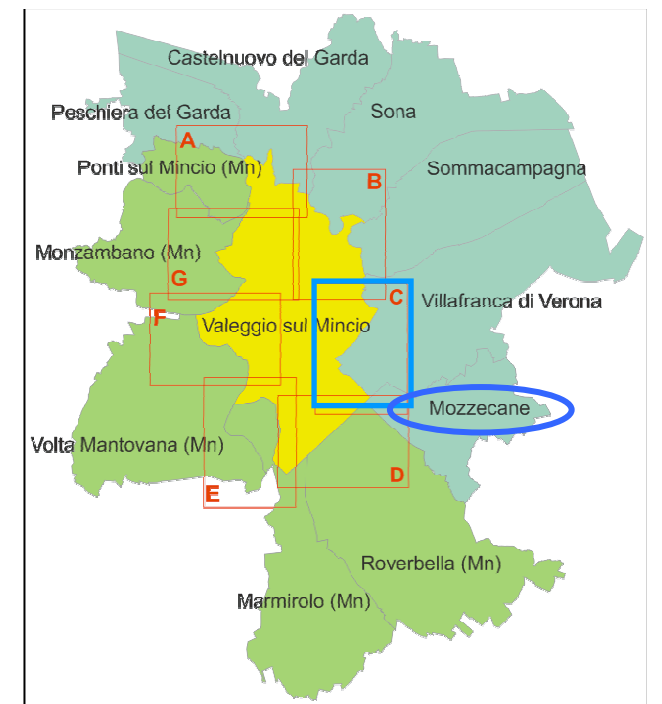 Castelnuovo del Garda
Peschiera del Garda
Sona
A
Ponti sul Mincio (Mn)
B
Sommacampagna
Monzambano (Mn)
G
C
Villafranca di Verona
F
Valeggio sul Mincio
Mozzecane
Volta Mantovana (Mn)
D
E
Roverbella (Mn)
Marmirolo (Mn)